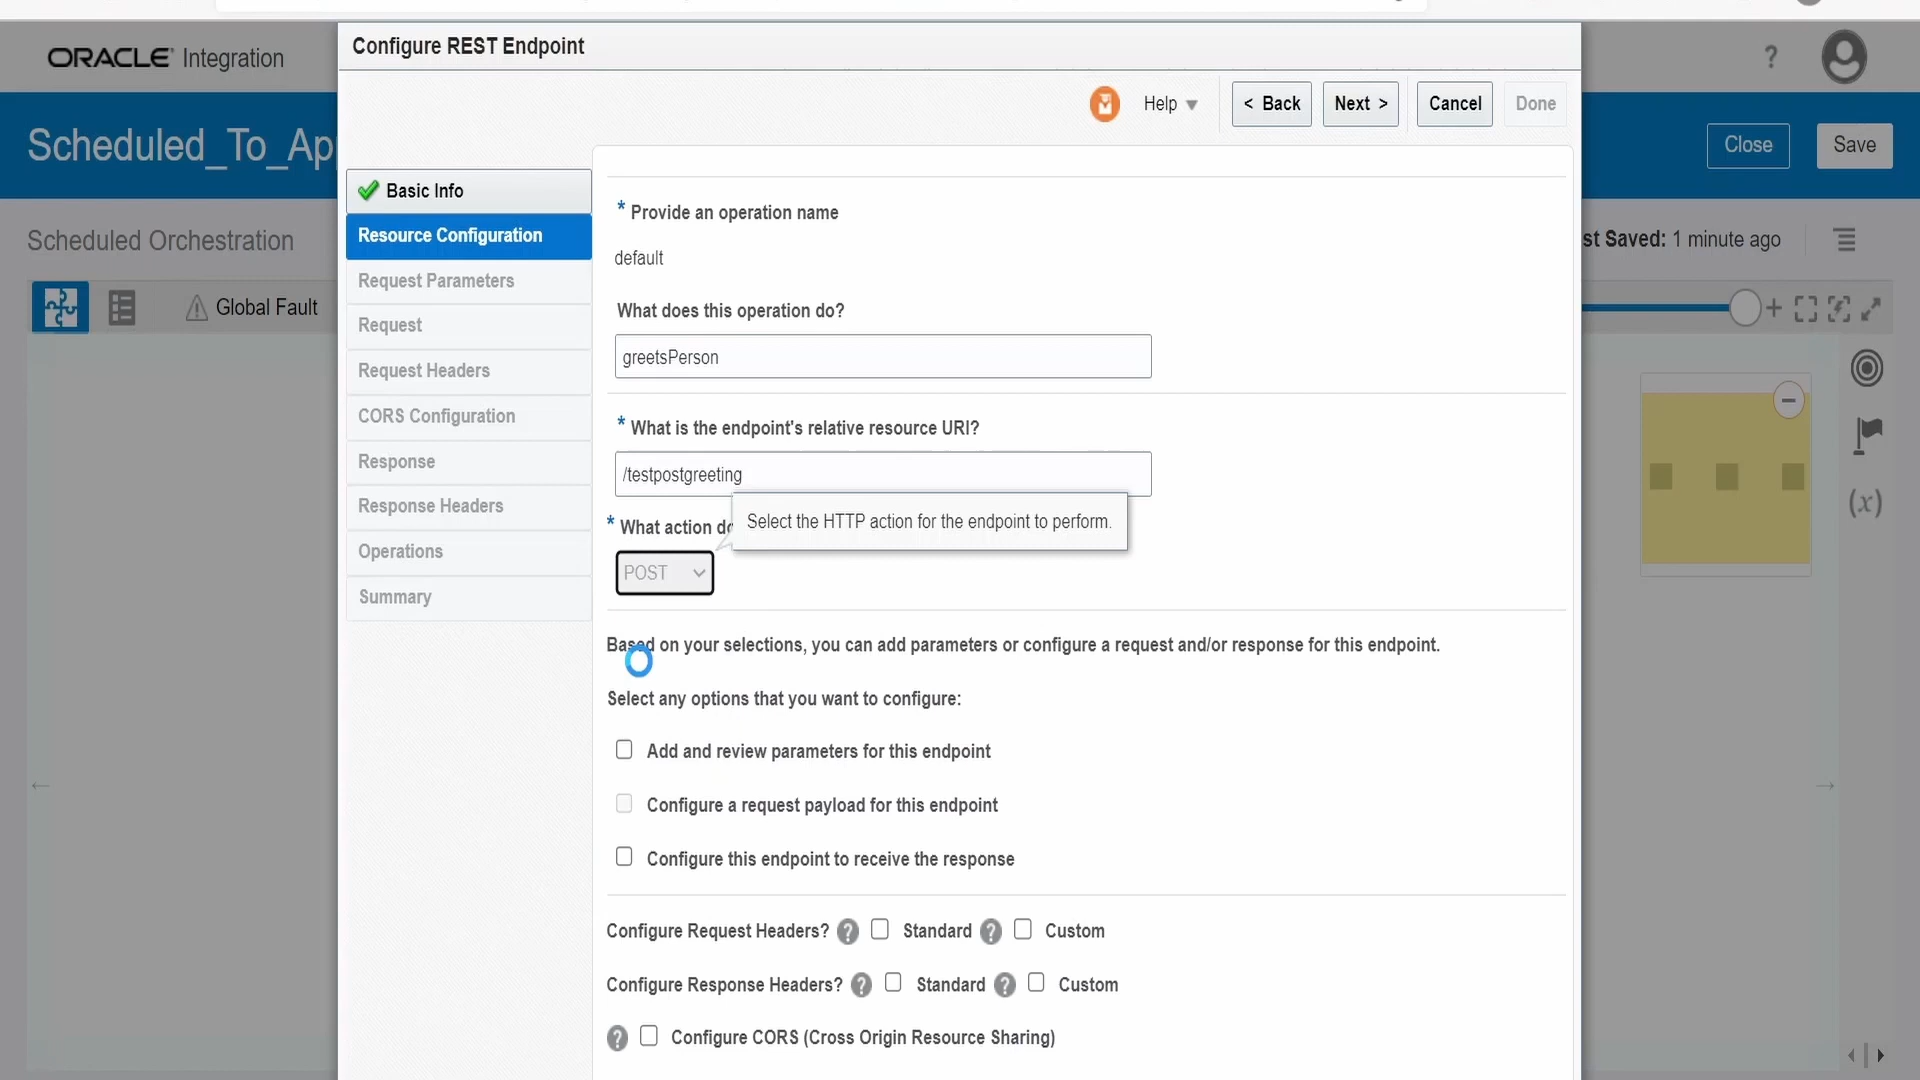 Configure REST Endpoint
ORACLE Integration
?
Help
< Back
Next >
Cancel
Done
Scheduled_To_Ap
Close
Save
Basic Info
Resource Configuration
Request Parameters
Request
Request Headers
CORS Configuration
Response
Response Headers
Operations
Summary
Scheduled Orchestration
st Saved: 1 minute ago
Global Fault
* Provide an operation name
default
What does this operation do?
greetsPerson
* What is the endpoint's relative resource URI?
/testpostgreeting
* What action do
Select the HTTP action for the endpoint to perform.
POST
Based on your selections, you can add parameters or configure a request and/or response for this endpoint.
Select any options that you want to configure:
Add and review parameters for this endpoint
Configure a request payload for this endpoint
Configure this endpoint to receive the response
Configure Request Headers? ? Standard ? Custom
Configure Response Headers? ? Standard ? Custom
? Configure CORS (Cross Origin Resource Sharing)
(x)